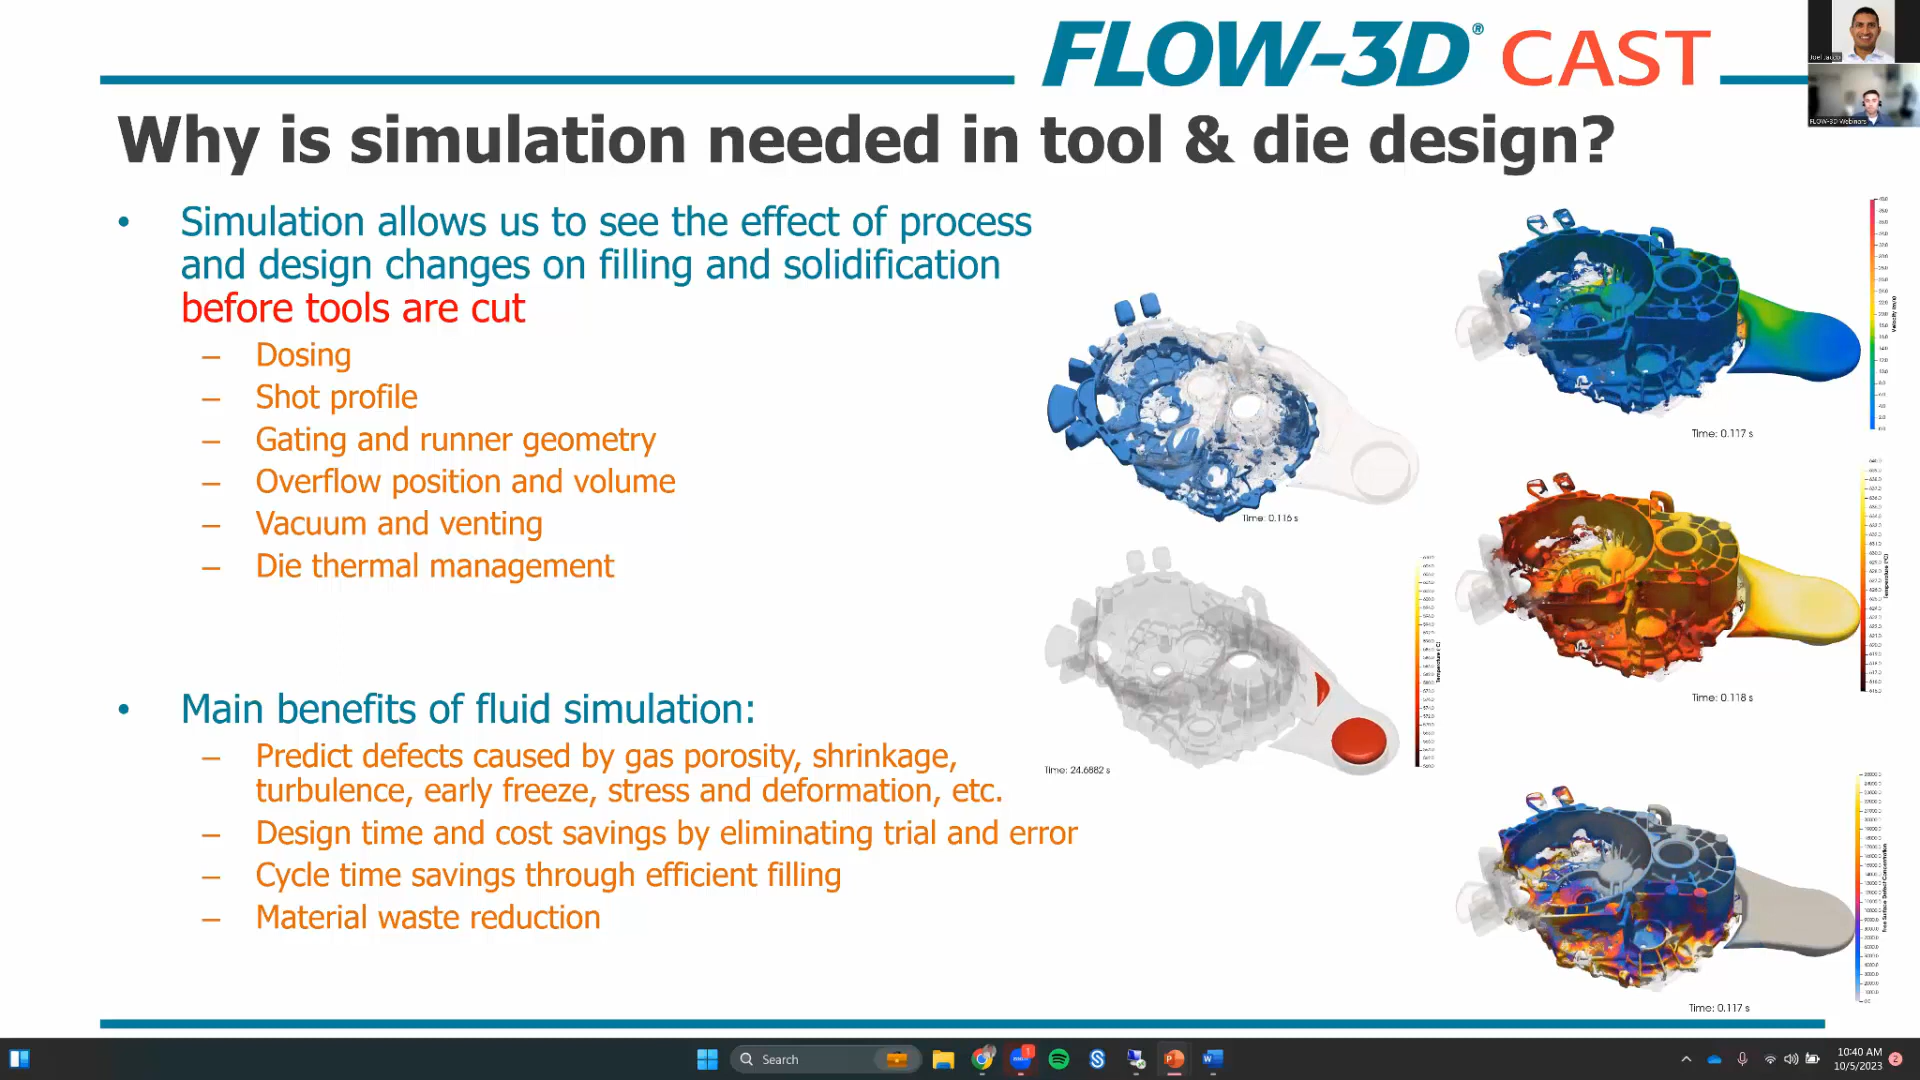 FLOW-3D® CAST
Why is simulation needed in tool & die design?
• Simulation allows us to see the effect of process
and design changes on filling and solidification
before tools are cut
– Dosing
– Shot profile
– Gating and runner geometry
– Overflow position and volume
– Vacuum and venting
– Die thermal management
• Main benefits of fluid simulation:
– Predict defects caused by gas porosity, shrinkage,
turbulence, early freeze, stress and deformation, etc.
– Design time and cost savings by eliminating trial and error
– Cycle time savings through efficient filling
– Material waste reduction
Time: 0.116 s
Time: 24.6882 s
Time: 0.117 s
Time: 0.118 s
Time: 0.117 s
FLOW-3D Webinars
Search
10:40 AM
10/5/2023
2